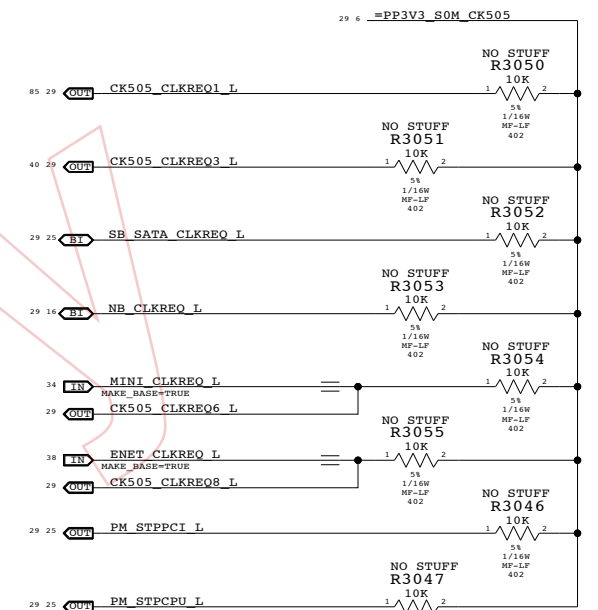 29 6 =PP3V3_S0M_CK505
NO STUFF
R3050
10K
85 29 OUT CK505_CLKREQ1_L 1 2
5%
1/16W
MF-LF
402
NO STUFF
R3051
10K
40 29 OUT CK505_CLKREQ3_L 1 2
5%
1/16W
MF-LF
402
NO STUFF
R3052
10K
29 25 BI SB_SATA_CLKREQ_L 1 2
5%
1/16W
MF-LF
402
NO STUFF
R3053
10K
29 16 BI NB_CLKREQ_L 1 2
5%
1/16W
MF-LF
402
NO STUFF
R3054
10K
34 IN MINI_CLKREQ_L 1 2
MAKE_BASE=TRUE
5%
1/16W
MF-LF
402
29 OUT CK505_CLKREQ6_L
NO STUFF
R3055
10K
38 IN ENET_CLKREQ_L 1 2
MAKE_BASE=TRUE
5%
1/16W
MF-LF
402
29 OUT CK505_CLKREQ8_L
NO STUFF
R3046
10K
29 25 OUT PM_STPPCI_L 1 2
5%
1/16W
MF-LF
402
NO STUFF
R3047
10K
29 25 OUT PM_STPCPU_L 1 2